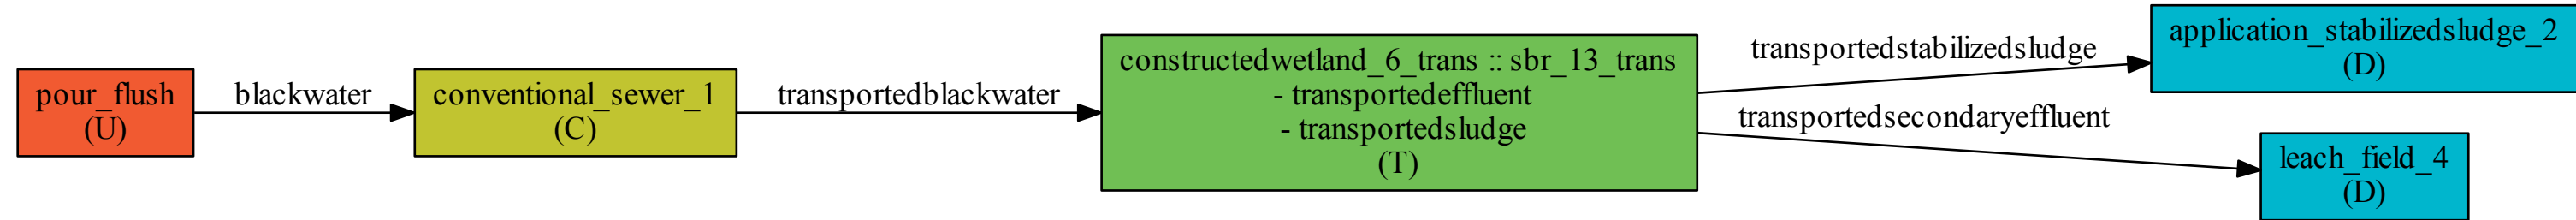 pour_flush
(U)
blackwater
conventional_sewer_1
(C)
transportedblackwater
constructedwetland_6_trans :: sbr_13_trans
- transportedeffluent
- transportedsludge
(T)
transportedstabilizedsludge
transportedsecondaryeffluent
application_stabilizedsludge_2
(D)
leach_field_4
(D)